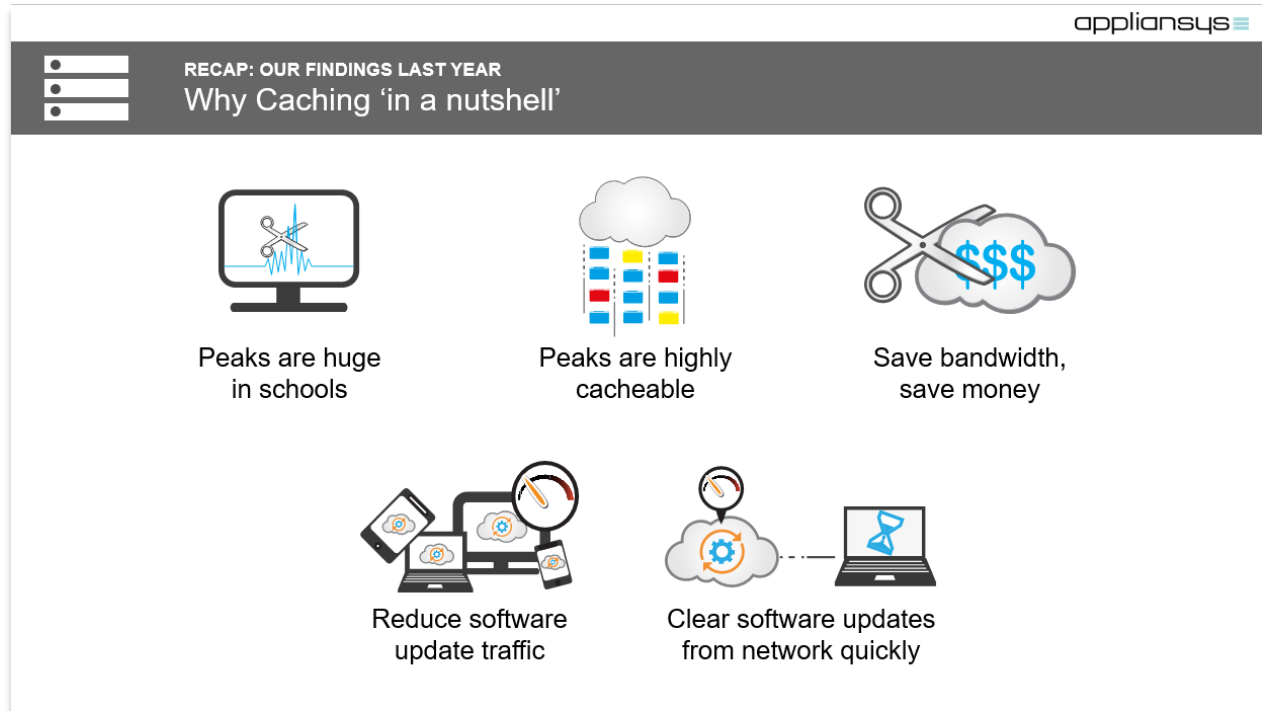 appliansys
RECAP: OUR FINDINGS LAST YEAR
Why Caching ‘in a nutshell’
$$$
Peaks are huge
in schools
Peaks are highly
cacheable
Save bandwidth,
save money
Reduce software
update traffic
Clear software updates
from network quickly